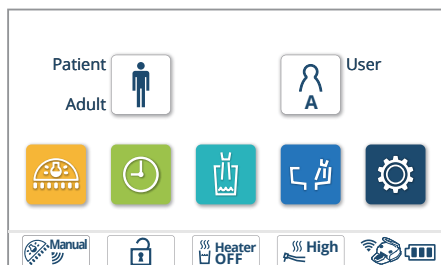 Patient
User
Adult
A
Manual
Heater
OFF
High